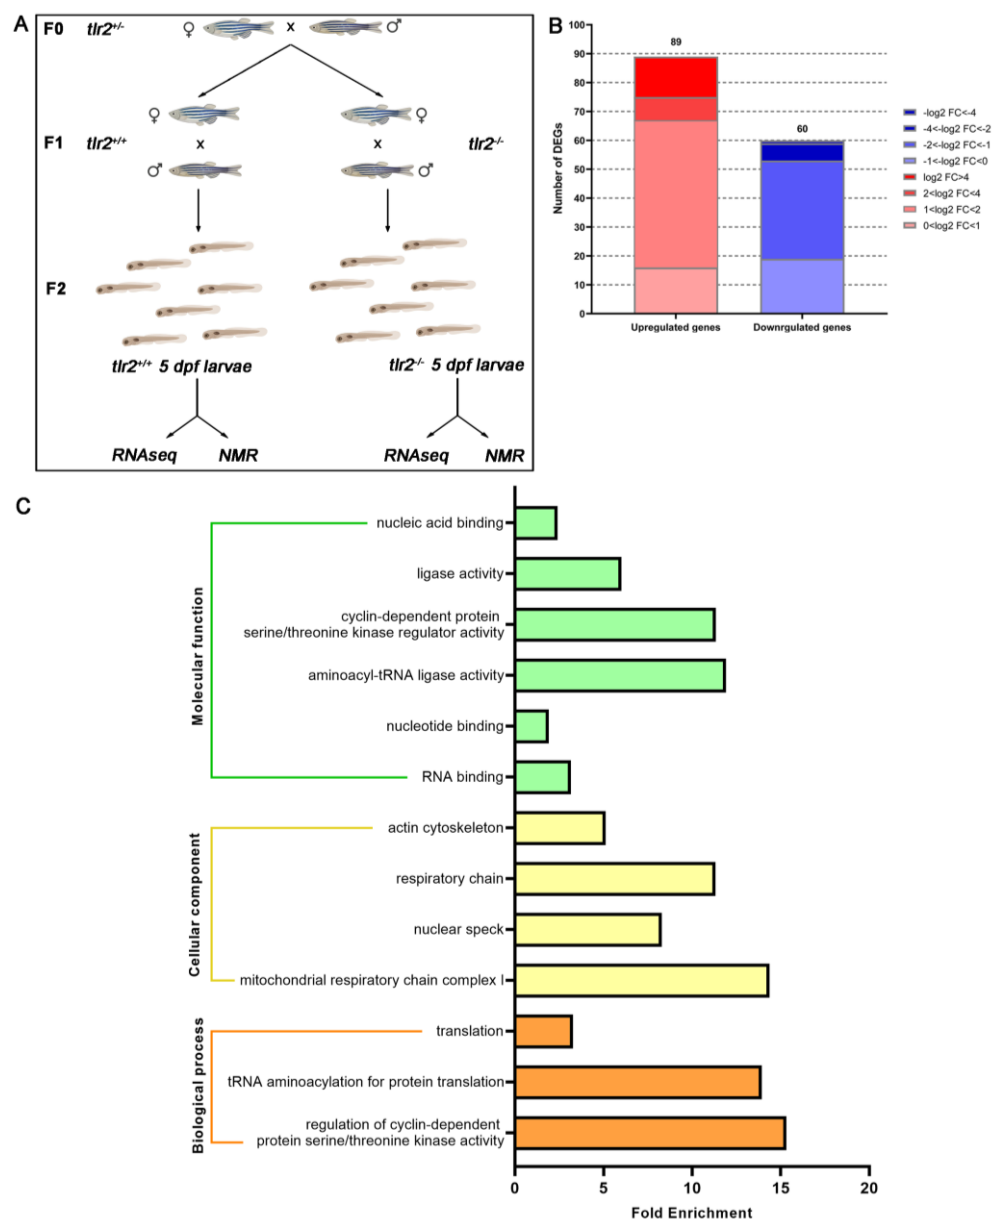 A
F0 tlr2+/- ♀ x ♂
♀ ♀
F1 tlr2+/+ x x tlr2-/-
♂ ♂
F2
tlr2+/+ 5 dpf larvae tlr2-/- 5 dpf larvae
RNAseq NMR RNAseq NMR
B
Number of DEGs
100
90
80
70
60
50
40
30
20
10
0
89
60
Upregulated genes Downrgulated genes
-log2 FC<-4
-4<-log2 FC<-2
-2<-log2 FC<-1
-1<-log2 FC<0
log2 FC>4
2<log2 FC<4
1<log2 FC<2
0<log2 FC<1
C
Molecular function
nucleic acid binding
ligase activity
cyclin-dependent protein
serine/threonine kinase regulator activity
aminoacyl-tRNA ligase activity
nucleotide binding
RNA binding
Cellular component
actin cytoskeleton
respiratory chain
nuclear speck
mitochondrial respiratory chain complex I
Biological process
translation
tRNA aminoacylation for protein translation
regulation of cyclin-dependent
protein serine/threonine kinase activity
0 5 10 15 20
Fold Enrichment